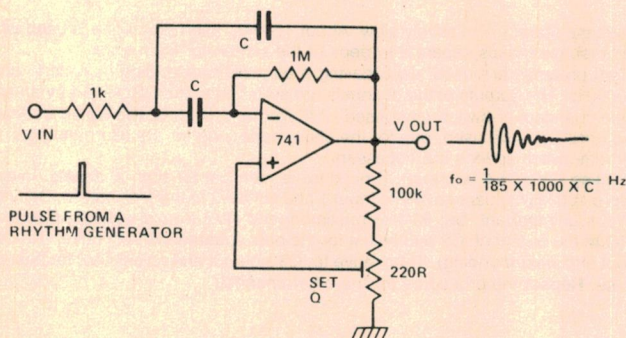 C
1M
1k
C
V IN
−
741
+
V OUT
100k
fo = 1 / 185 X 1000 X C Hz
PULSE FROM A
RHYTHM GENERATOR
SET
Q
220R